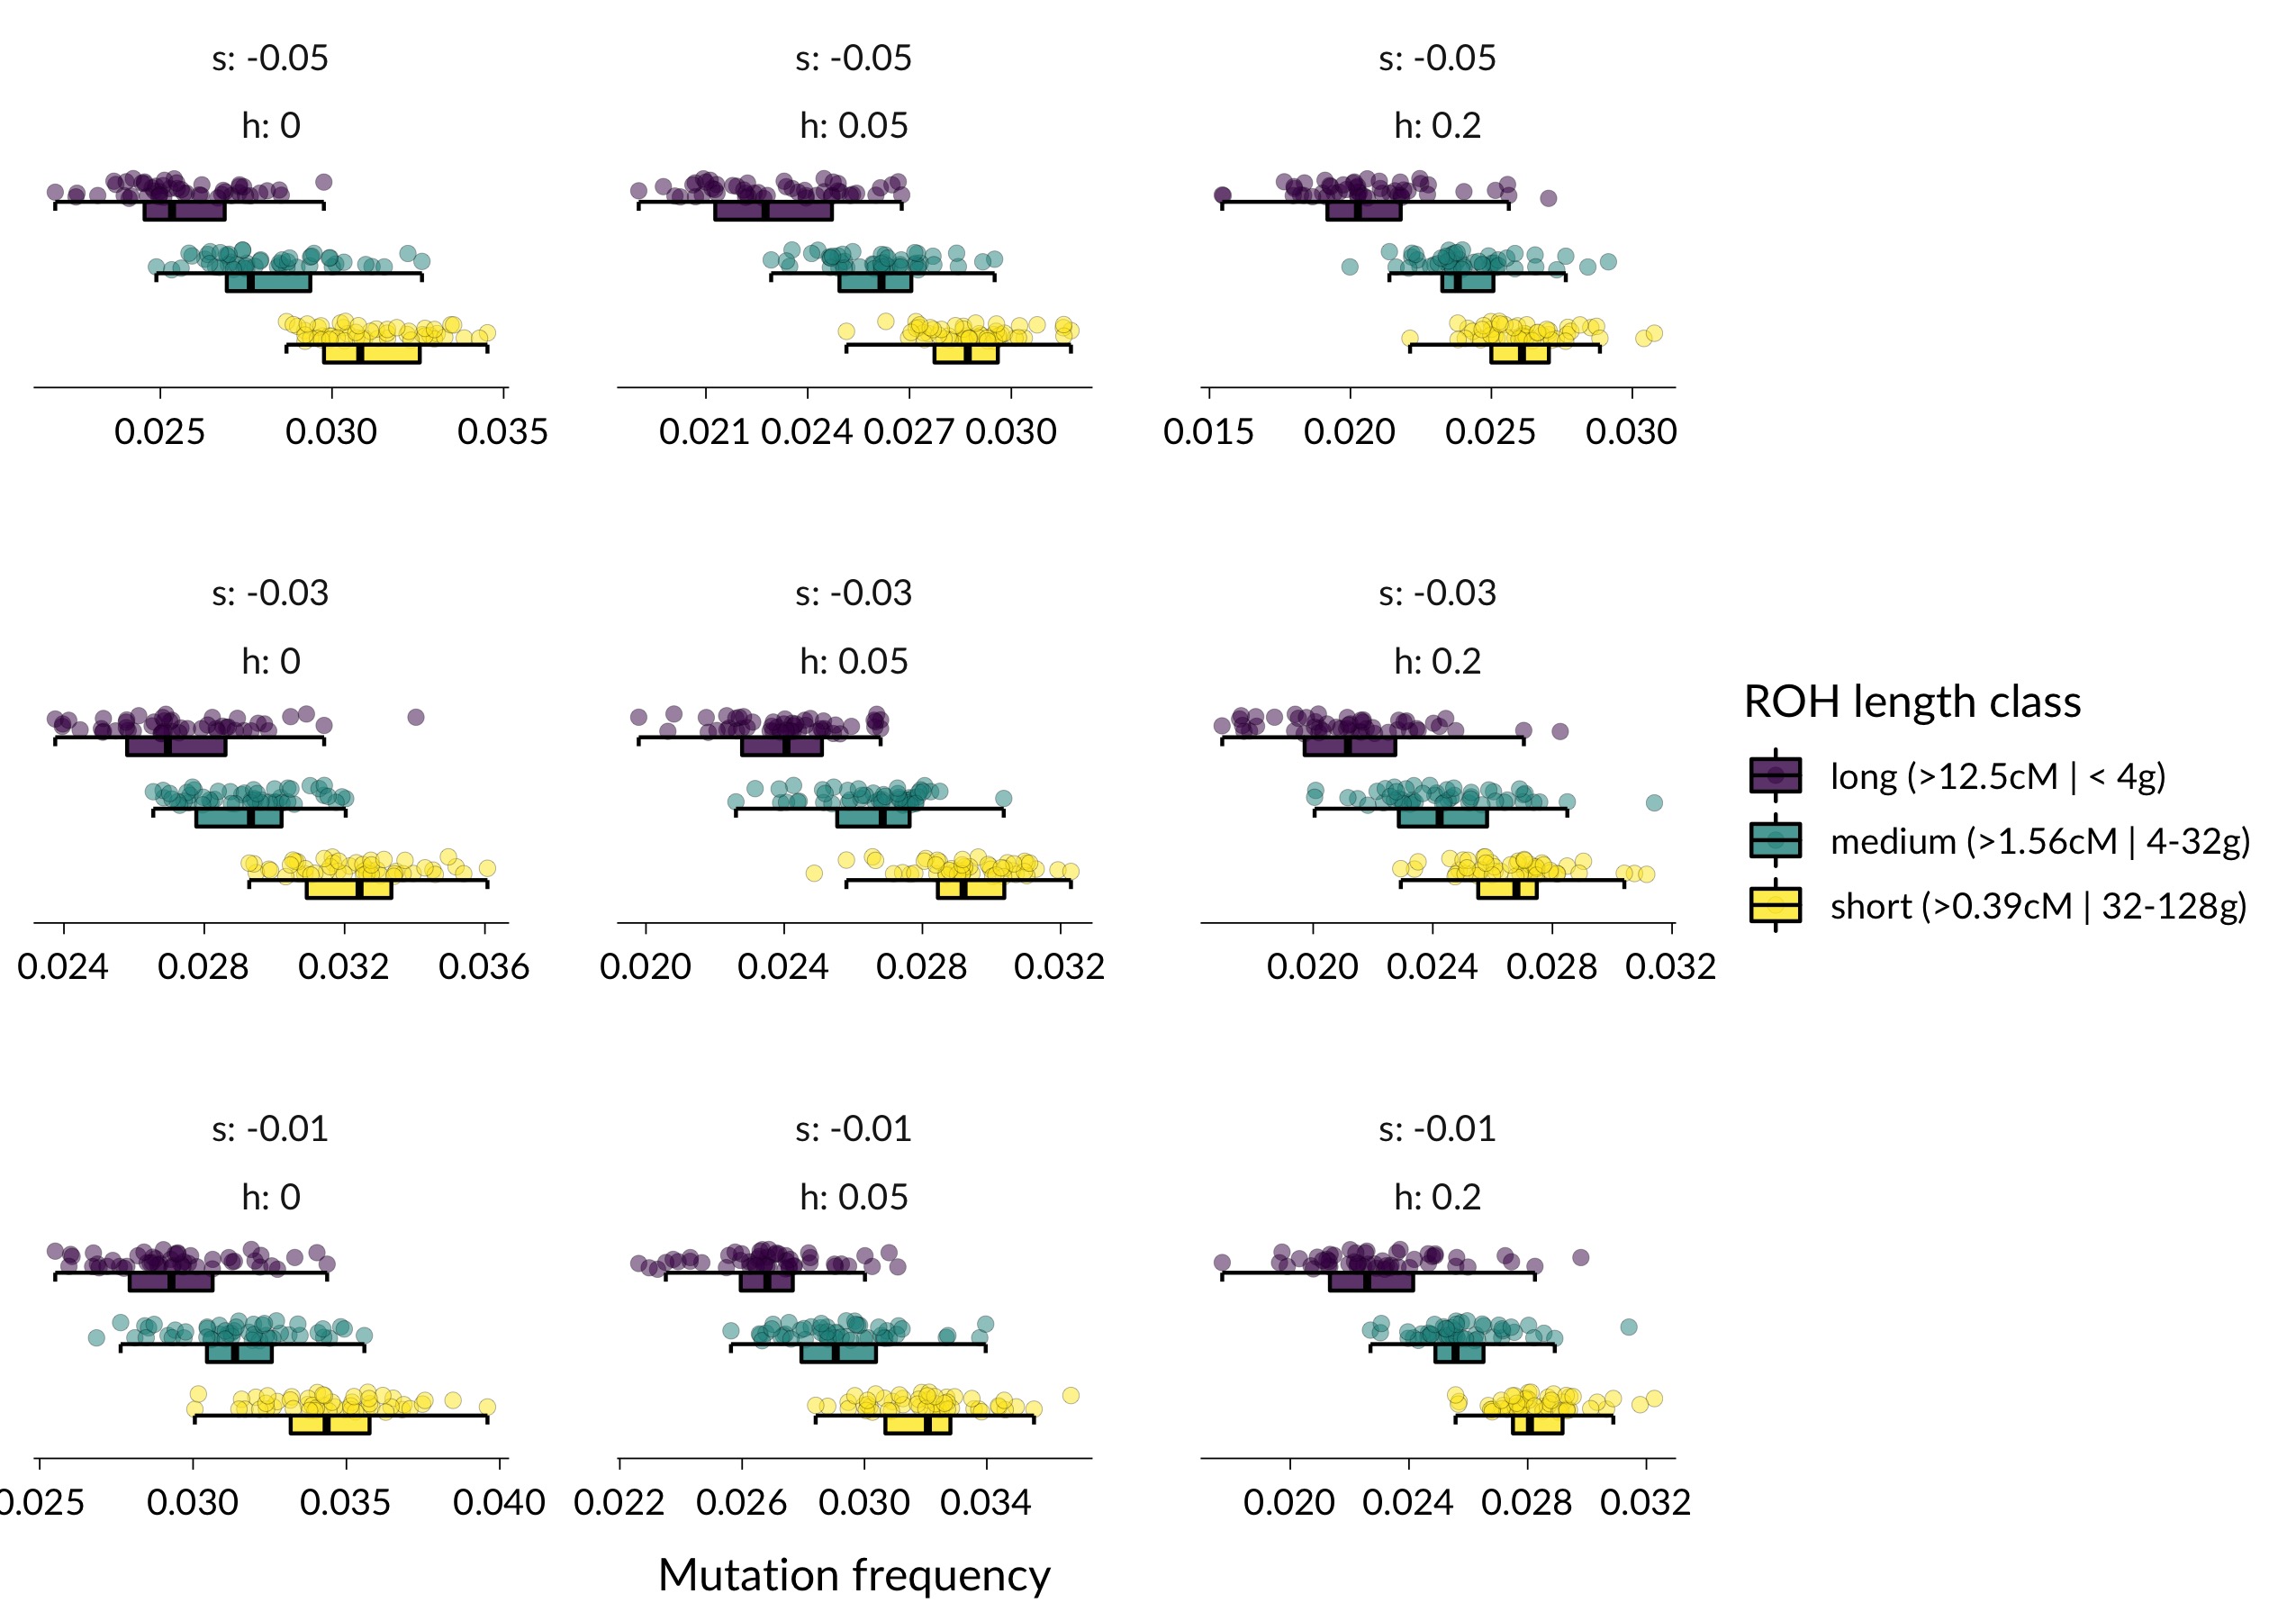 s: -0.05 s: -0.05 s: -0.05
h: 0 h: 0.05 h: 0.2
0.025 0.030 0.035 0.021 0.024 0.027 0.030 0.015 0.020 0.025 0.030
s: -0.03 s: -0.03 s: -0.03
h: 0 h: 0.05 h: 0.2
0.024 0.028 0.032 0.036 0.020 0.024 0.028 0.032 0.020 0.024 0.028 0.032
ROH length class
long (>12.5cM | < 4g)
medium (>1.56cM | 4-32g)
short (>0.39cM | 32-128g)
s: -0.01 s: -0.01 s: -0.01
h: 0 h: 0.05 h: 0.2
0.025 0.030 0.035 0.040 0.022 0.026 0.030 0.034 0.020 0.024 0.028 0.032
Mutation frequency